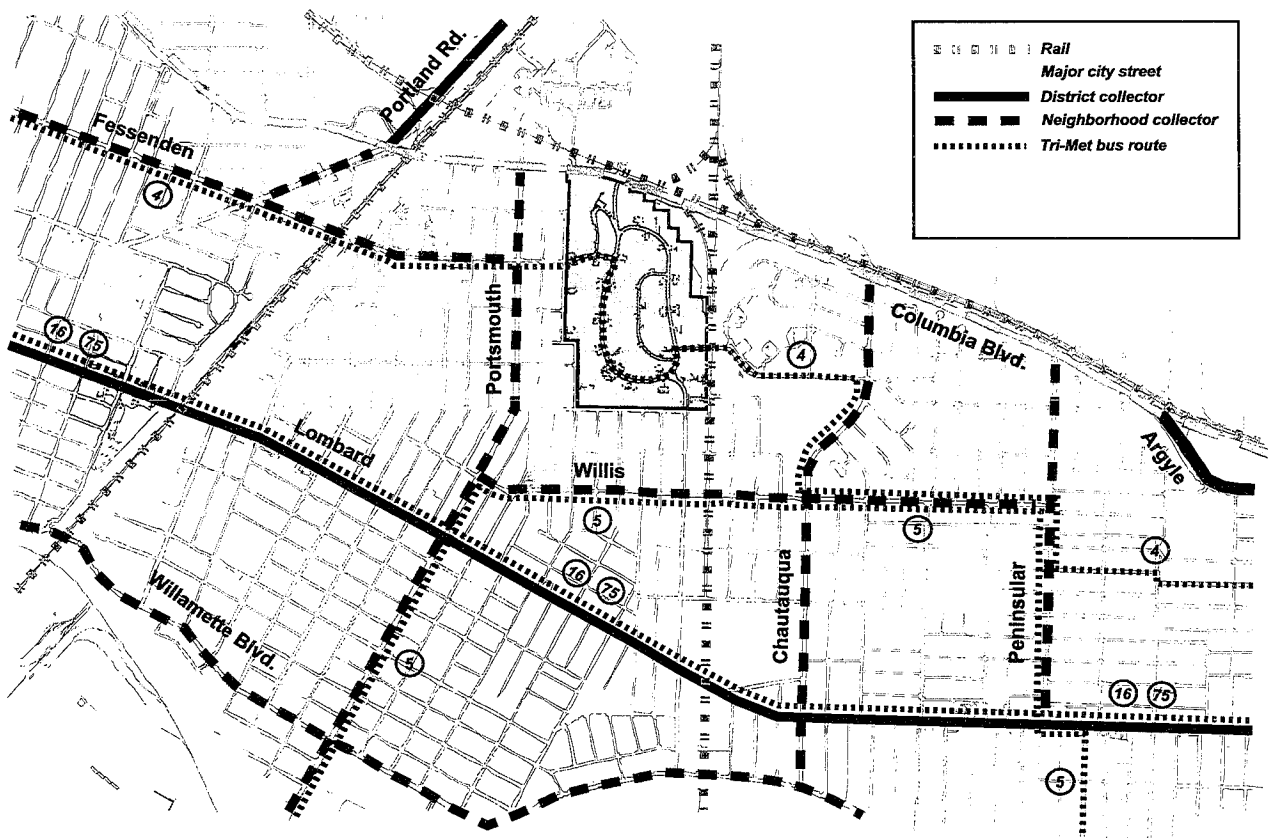 Rail
Major city street
District collector
Neighborhood collector
Tri-Met bus route
Portland Rd.
Fessenden
4
Portsmouth
Columbia Blvd.
16 75
4
Lombard
Argyle
Willis
5
5
4
16 75
Chautauqua
Peninsular
Willamette Blvd.
5
16 75
5